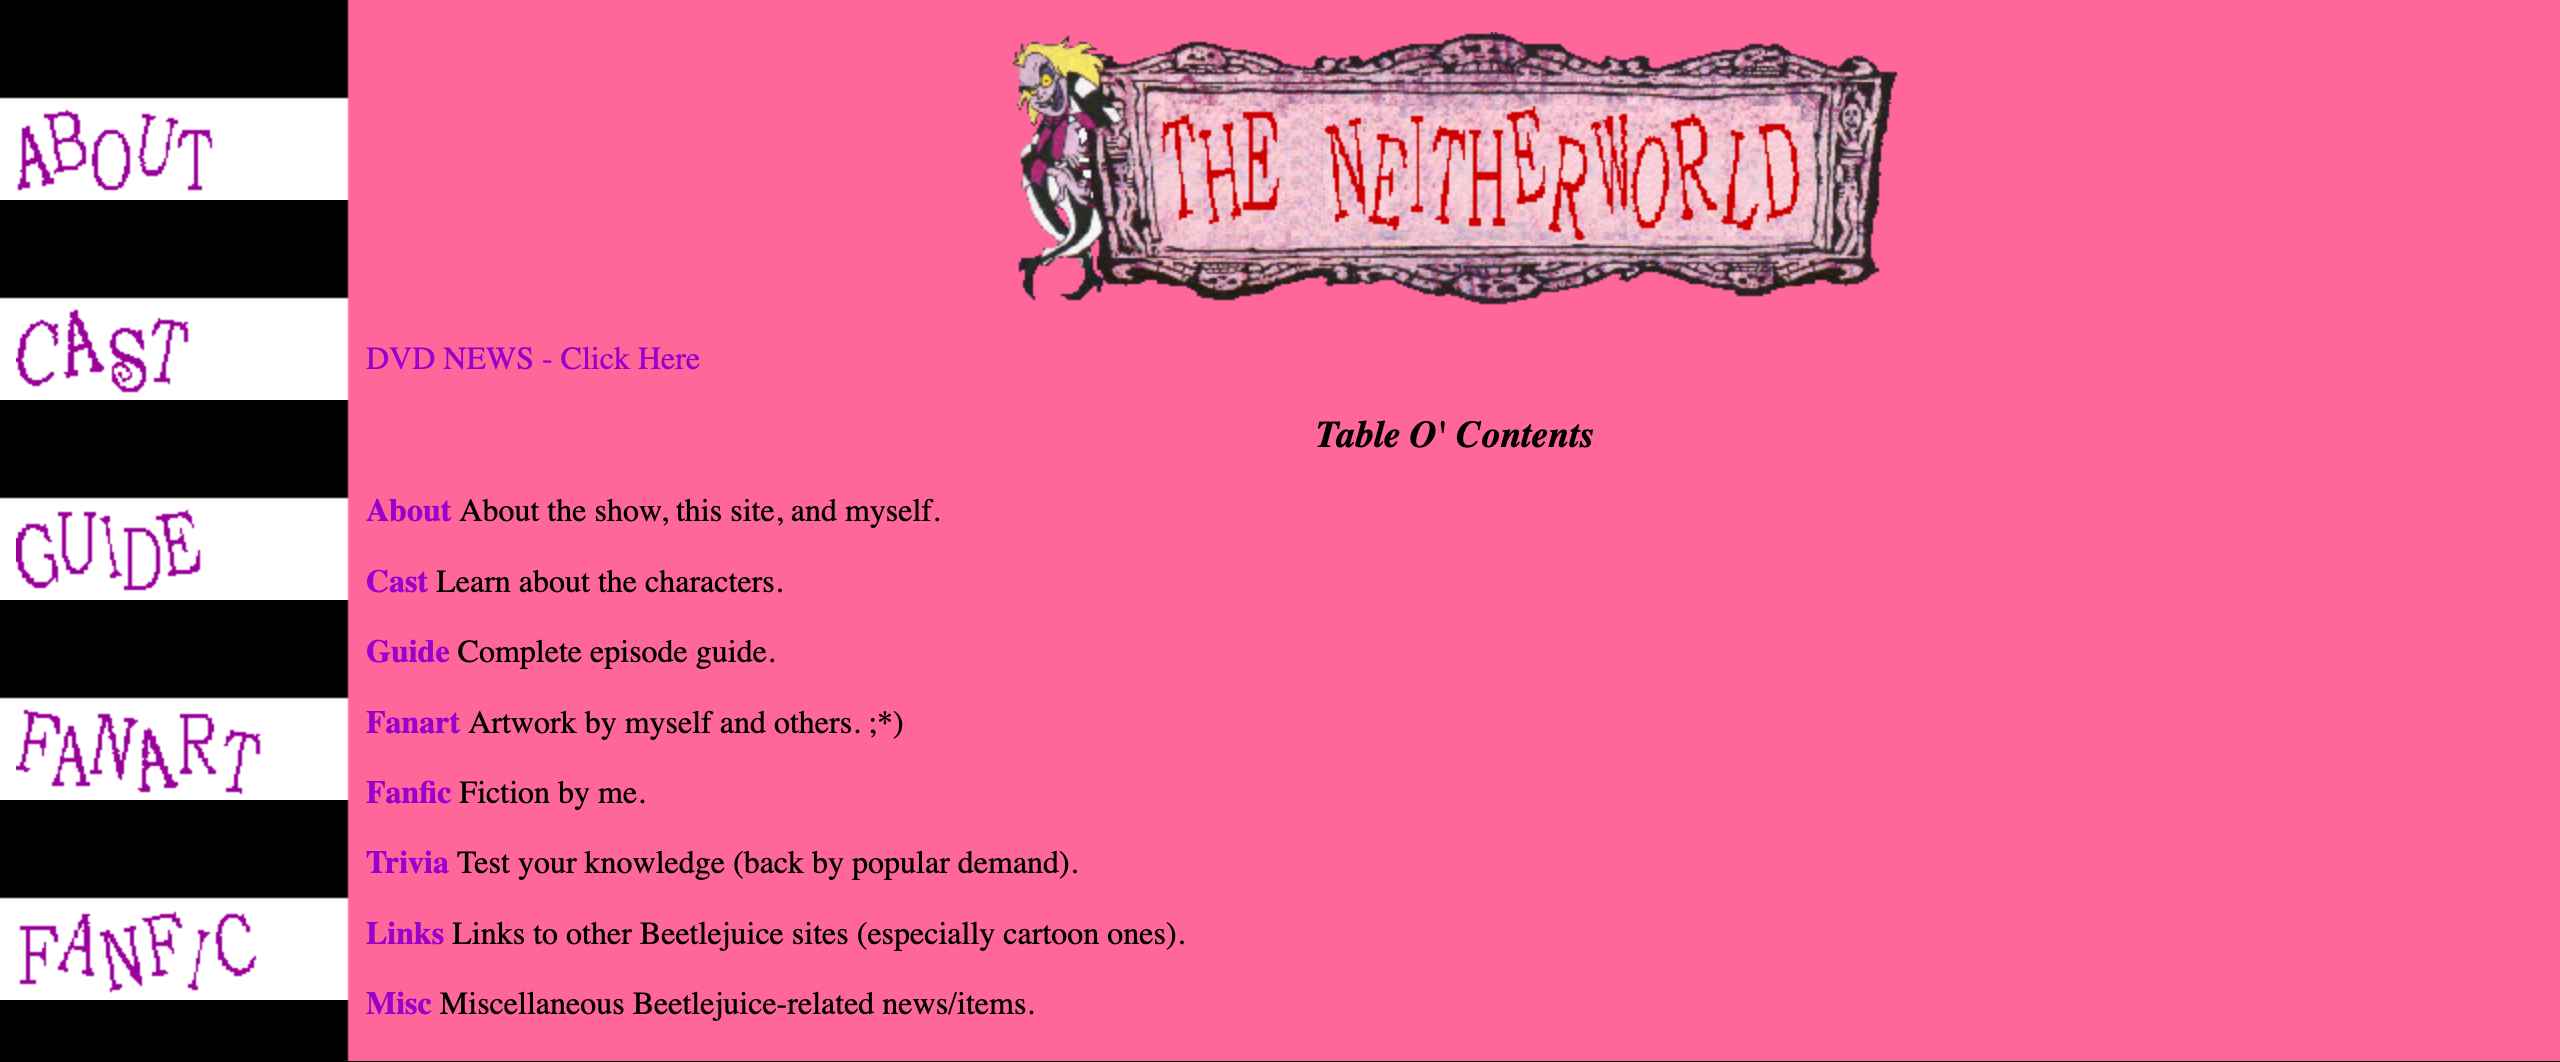 ABOUT
CAST
GUIDE
FANART
FANFIC
THE NEITHERWORLD
DVD NEWS - Click Here
Table O' Contents
About About the show, this site, and myself.
Cast Learn about the characters.
Guide Complete episode guide.
Fanart Artwork by myself and others. ;*)
Fanfic Fiction by me.
Trivia Test your knowledge (back by popular demand).
Links Links to other Beetlejuice sites (especially cartoon ones).
Misc Miscellaneous Beetlejuice-related news/items.